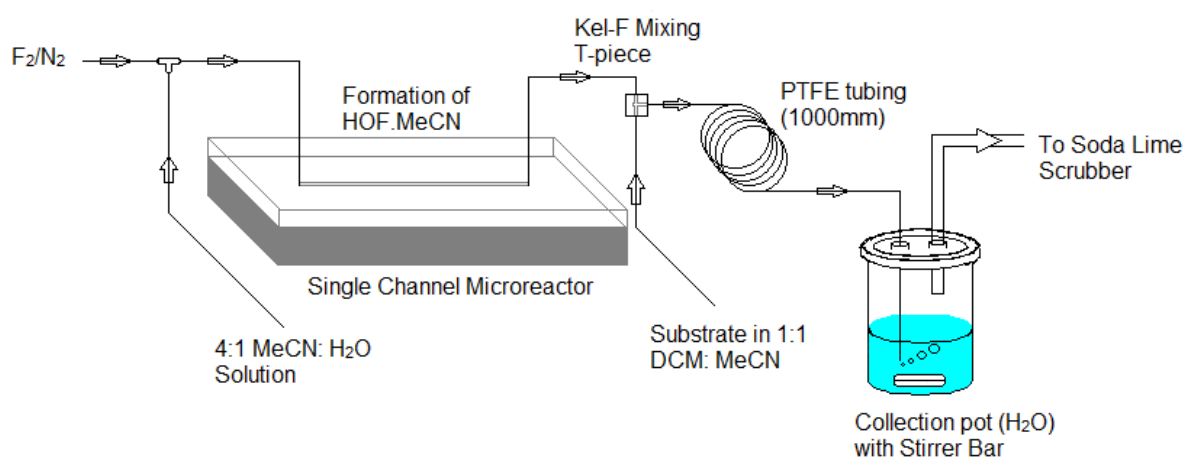 F₂/N₂
Formation of
HOF.MeCN
Kel-F Mixing
T-piece
PTFE tubing
(1000mm)
To Soda Lime
Scrubber
Single Channel Microreactor
4:1 MeCN: H₂O
Solution
Substrate in 1:1
DCM: MeCN
Collection pot (H₂O)
with Stirrer Bar